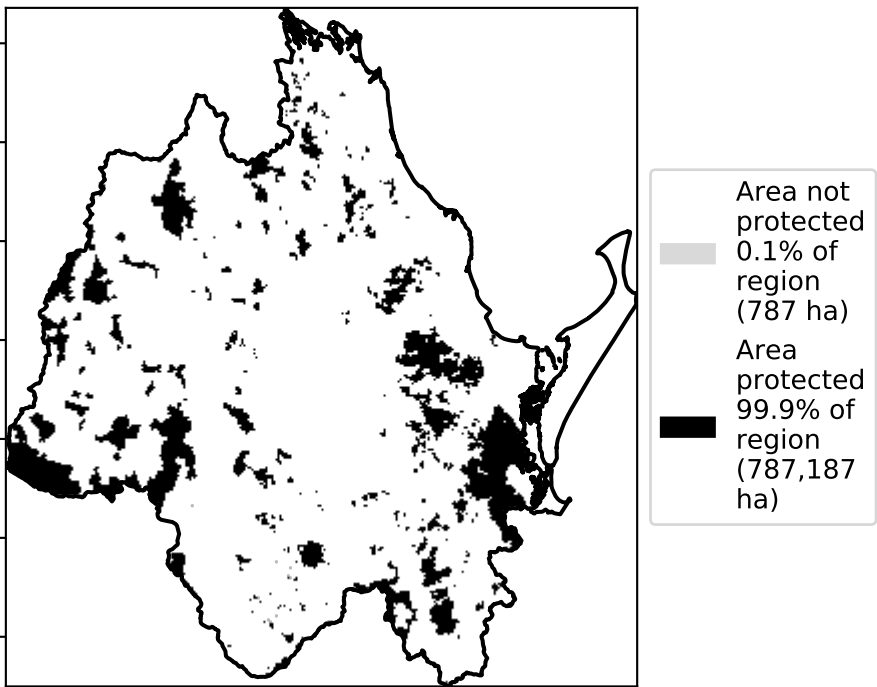 Area not
protected
0.1% of
region
(787 ha)
Area
protected
99.9% of
region
(787,187
ha)